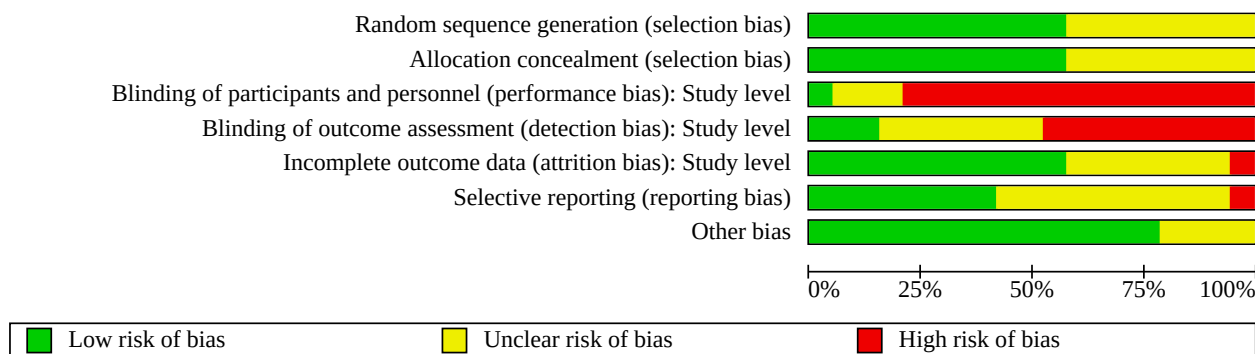 Random sequence generation (selection bias)
Allocation concealment (selection bias)
Blinding of participants and personnel (performance bias): Study level
Blinding of outcome assessment (detection bias): Study level
Incomplete outcome data (attrition bias): Study level
Selective reporting (reporting bias)
Other bias
0% 25% 50% 75% 100%
Low risk of bias Unclear risk of bias High risk of bias